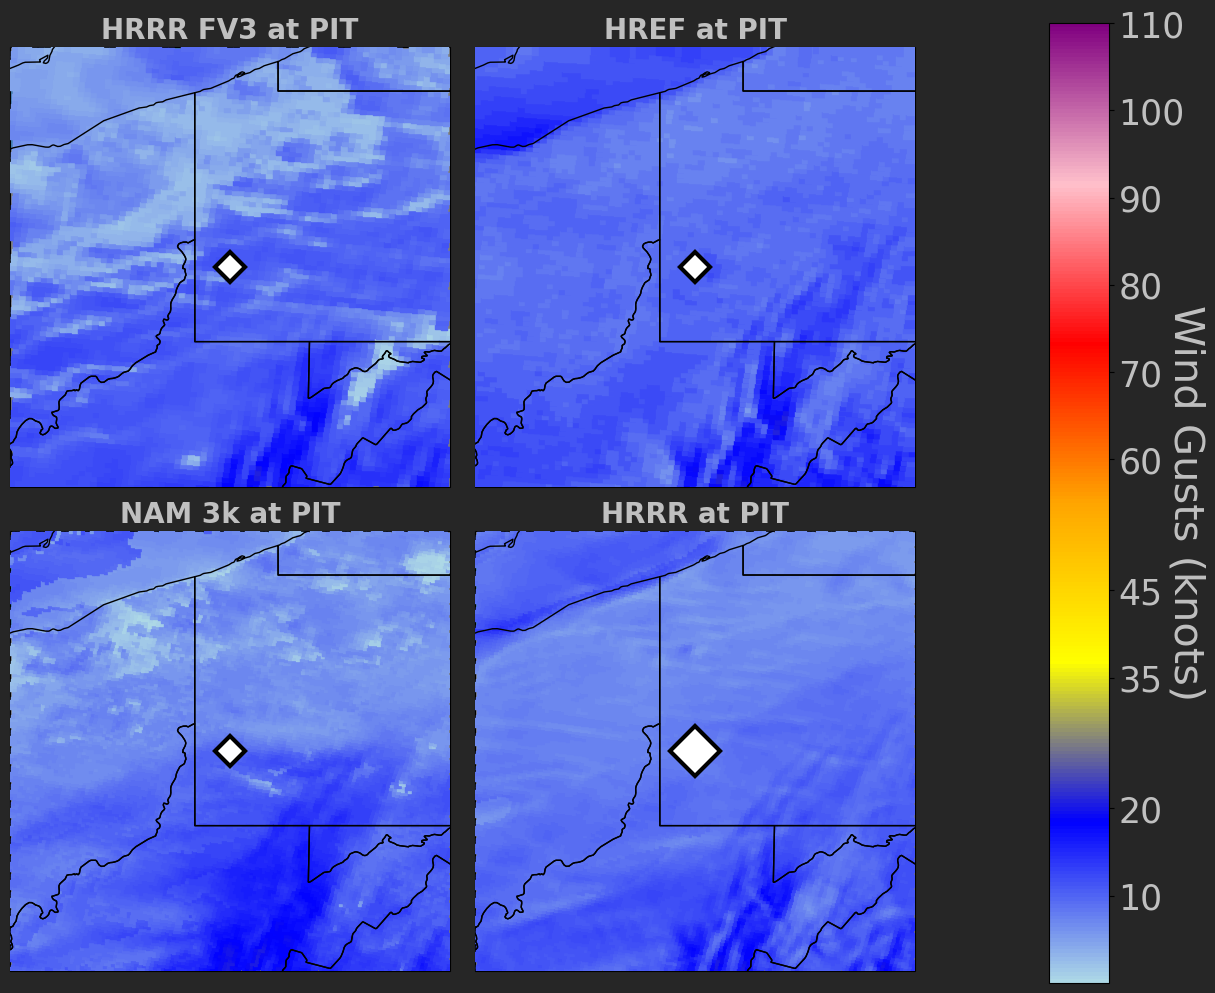 HRRR FV3 at PIT
HREF at PIT
NAM 3k at PIT
HRRR at PIT
110
100
90
80
70
60
45
35
20
10
Wind Gusts (knots)